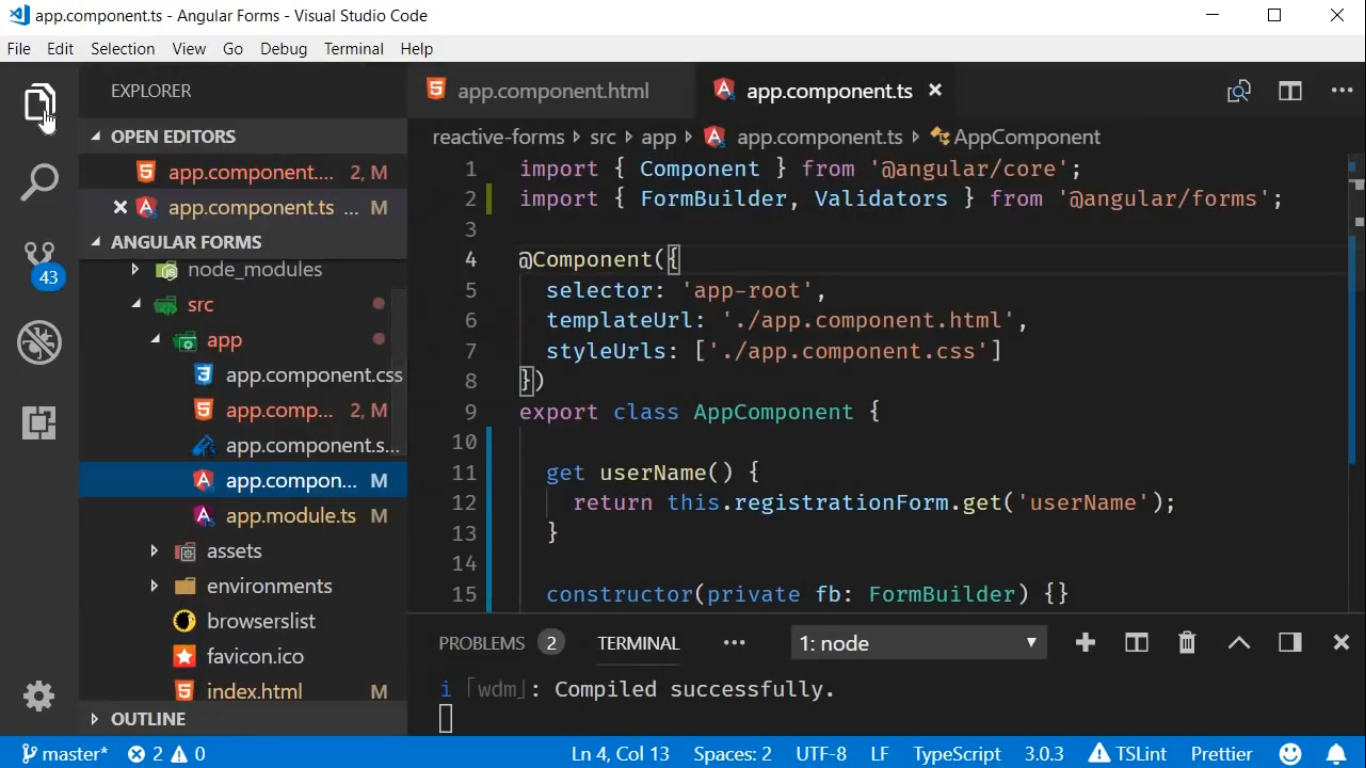 app.component.ts - Angular Forms - Visual Studio Code
File Edit Selection View Go Debug Terminal Help
EXPLORER
OPEN EDITORS
app.component.... 2, M
app.component.ts ... M
ANGULAR FORMS
node_modules
src
app
app.component.css
app.comp... 2, M
app.component.s...
app.compon... M
app.module.ts M
assets
environments
browserslist
favicon.ico
index.html M
OUTLINE
43
app.component.html app.component.ts
reactive-forms src app app.component.ts AppComponent
1 import { Component } from '@angular/core';
2 import { FormBuilder, Validators } from '@angular/forms';
3
4 @Component({
5 selector: 'app-root',
6 templateUrl: './app.component.html',
7 styleUrls: ['./app.component.css']
8 })
9 export class AppComponent {
10
11 get userName() {
12 return this.registrationForm.get('userName');
13 }
14
15 constructor(private fb: FormBuilder) {}
PROBLEMS 2 TERMINAL ... 1: node
i ｢wdm｣: Compiled successfully.
master* 2 0 Ln 4, Col 13 Spaces: 2 UTF-8 LF TypeScript 3.0.3 TSLint Prettier